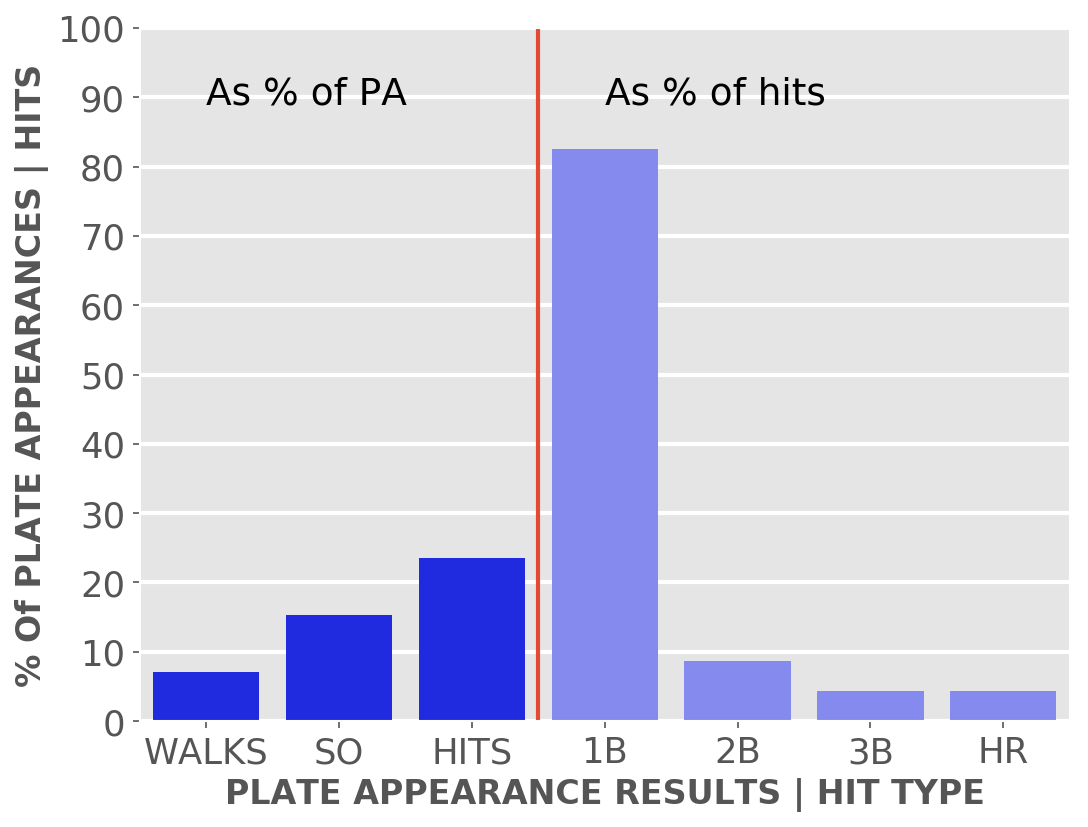 100
90
80
70
60
50
40
30
20
10
0
% Of PLATE APPEARANCES | HITS
As % of PA
As % of hits
WALKS SO HITS 1B 2B 3B HR
PLATE APPEARANCE RESULTS | HIT TYPE